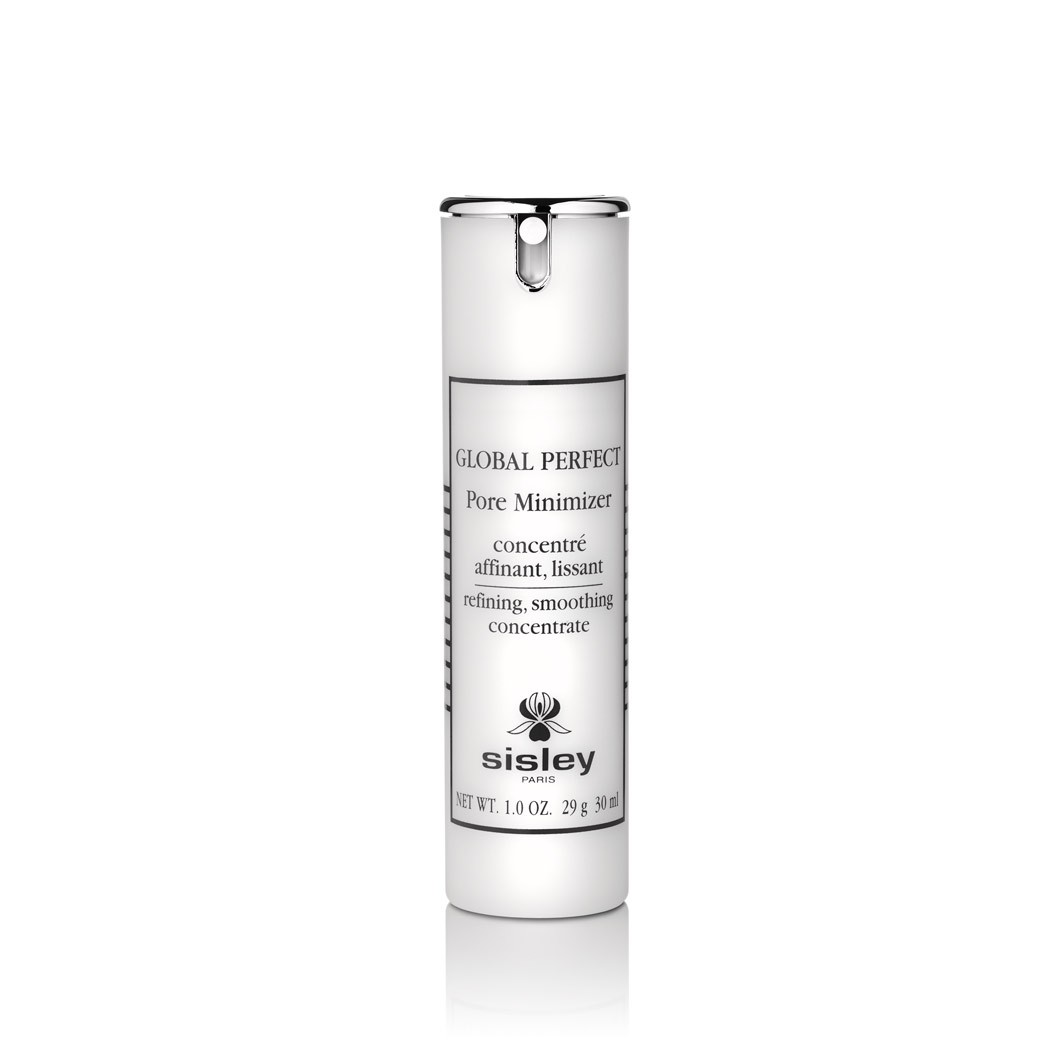 GLOBAL PERFECT
Pore Minimizer
concentré
affinant, lissant
refining, smoothing
concentrate
sisley
PARIS
NET WT. 1.0 OZ. 29 g 30 ml